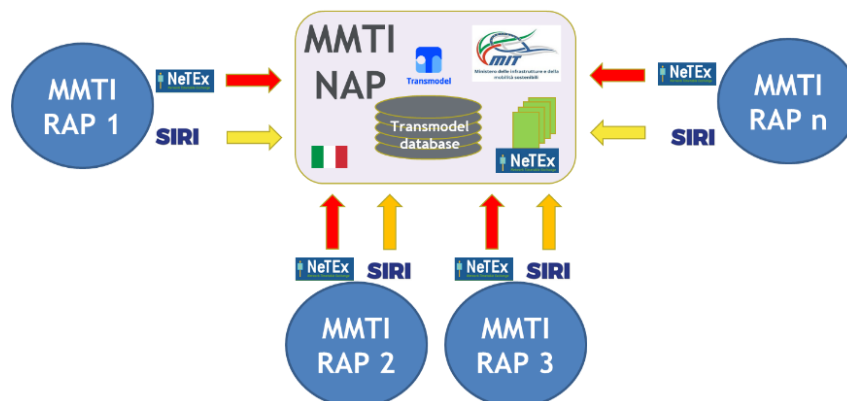 MMTI
NAP
Transmodel
MIT
Ministero delle infrastrutture e della
mobilità sostenibili
Transmodel
database
NeTEx
MMTI
RAP 1
NeTEx
SIRI
NeTEx
SIRI
MMTI
RAP n
NeTEx
SIRI
MMTI
RAP 2
NeTEx
SIRI
MMTI
RAP 3